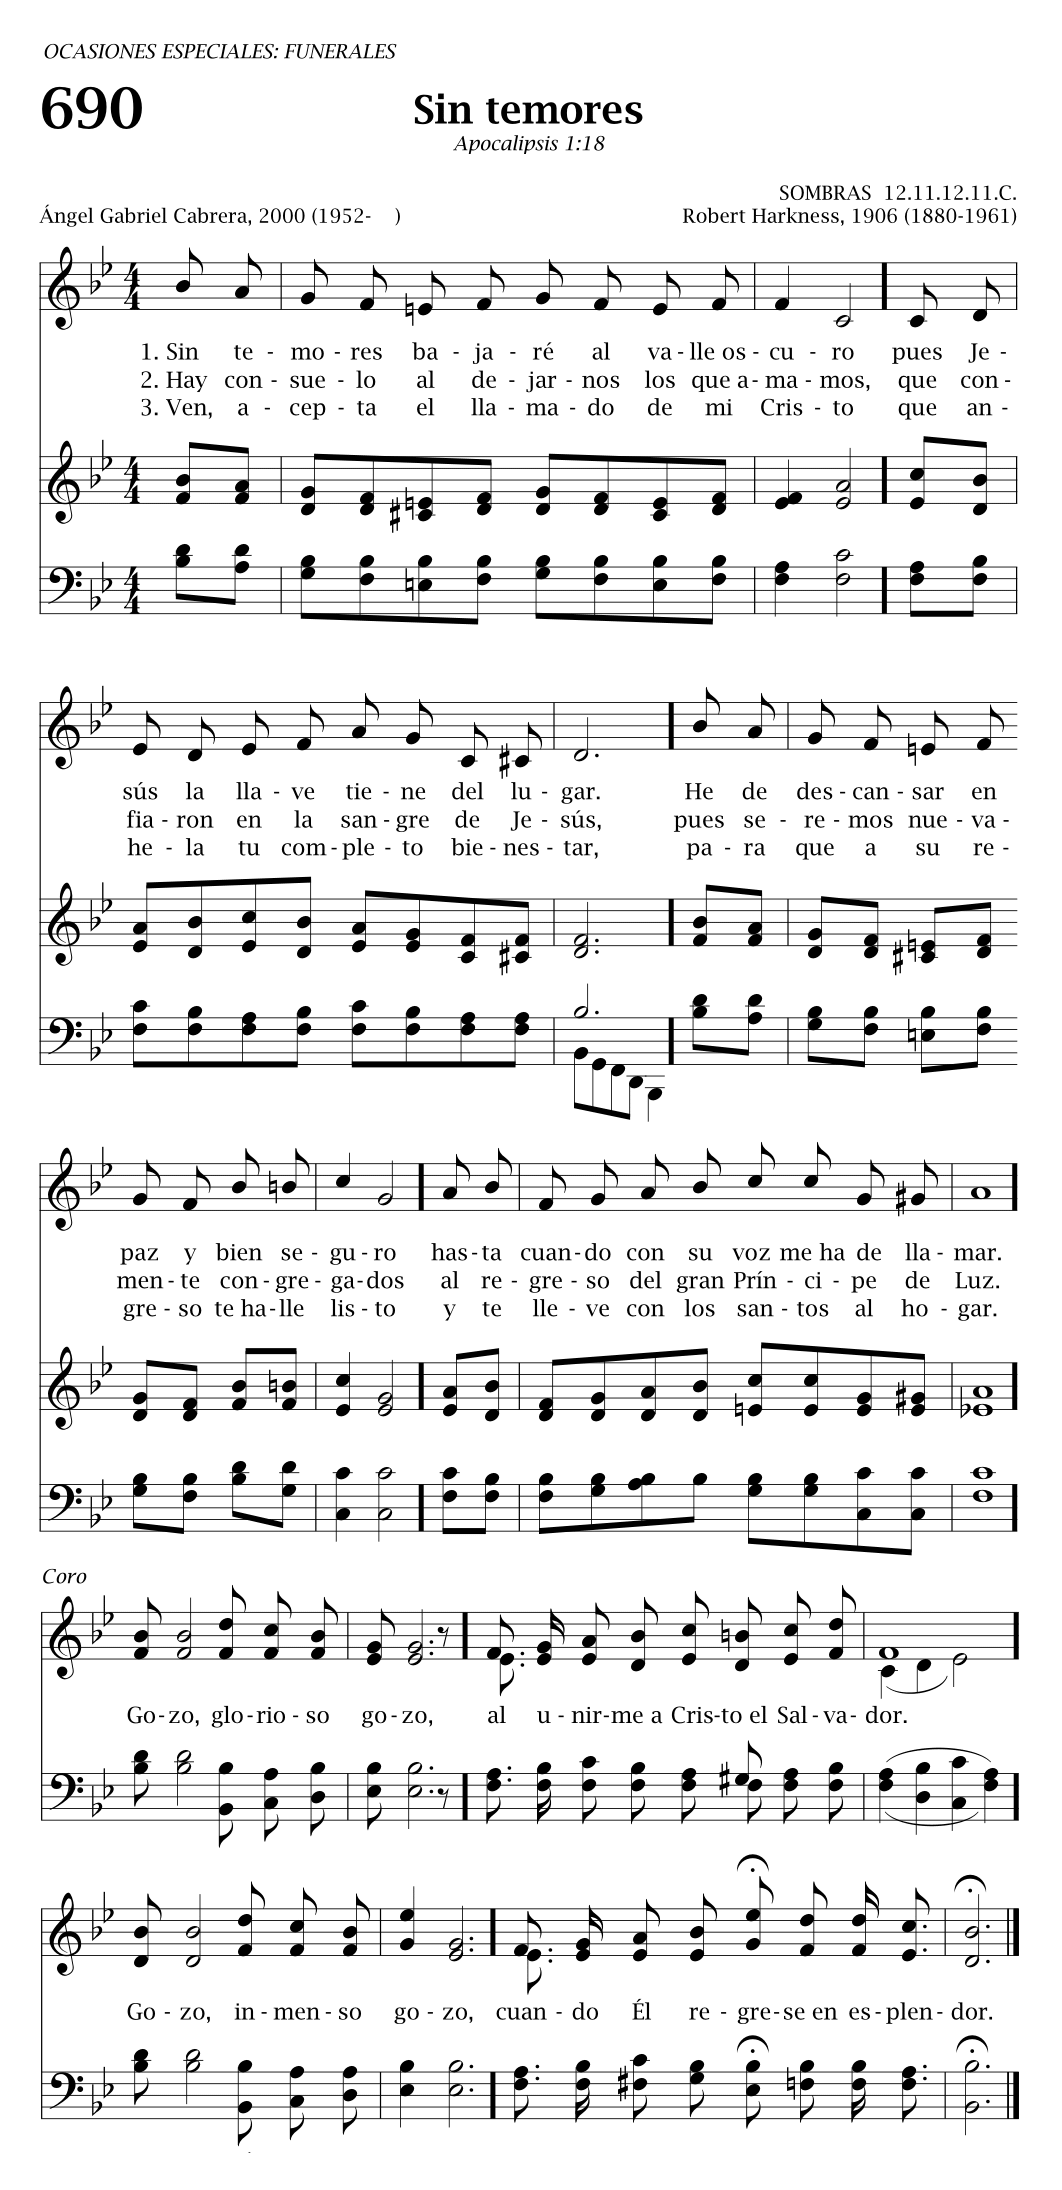 OCASIONES ESPECIALES: FUNERALES
690
Sin temores
Apocalipsis 1:18
SOMBRAS 12.11.12.11.C.
Ángel Gabriel Cabrera, 2000 (1952- )
Robert Harkness, 1906 (1880-1961)
1. Sin te - mo - res ba - ja - ré al va - lle os - cu - ro pues Je -
2. Hay con - sue - lo al de - jar - nos los que a - ma - mos, que con -
3. Ven, a - cep - ta el lla - ma - do de mi Cris - to que an -
sús la lla - ve tie - ne del lu - gar. He de des - can - sar en
fia - ron en la san - gre de Je - sús, pues se - re - mos nue - va -
he - la tu com - ple - to bie - nes - tar, pa - ra que a su re -
paz y bien se - gu - ro has - ta cuan - do con su voz me ha de lla - mar.
men - te con - gre - ga - dos al re - gre - so del gran Prín - ci - pe de Luz.
gre - so te ha - lle lis - to y te lle - ve con los san - tos al ho - gar.
Coro
Go - zo, glo - rio - so go - zo, al u - nir - me a Cris - to el Sal - va - dor.
Go - zo, in - men - so go - zo, cuan - do Él re - gre - se en es - plen - dor.